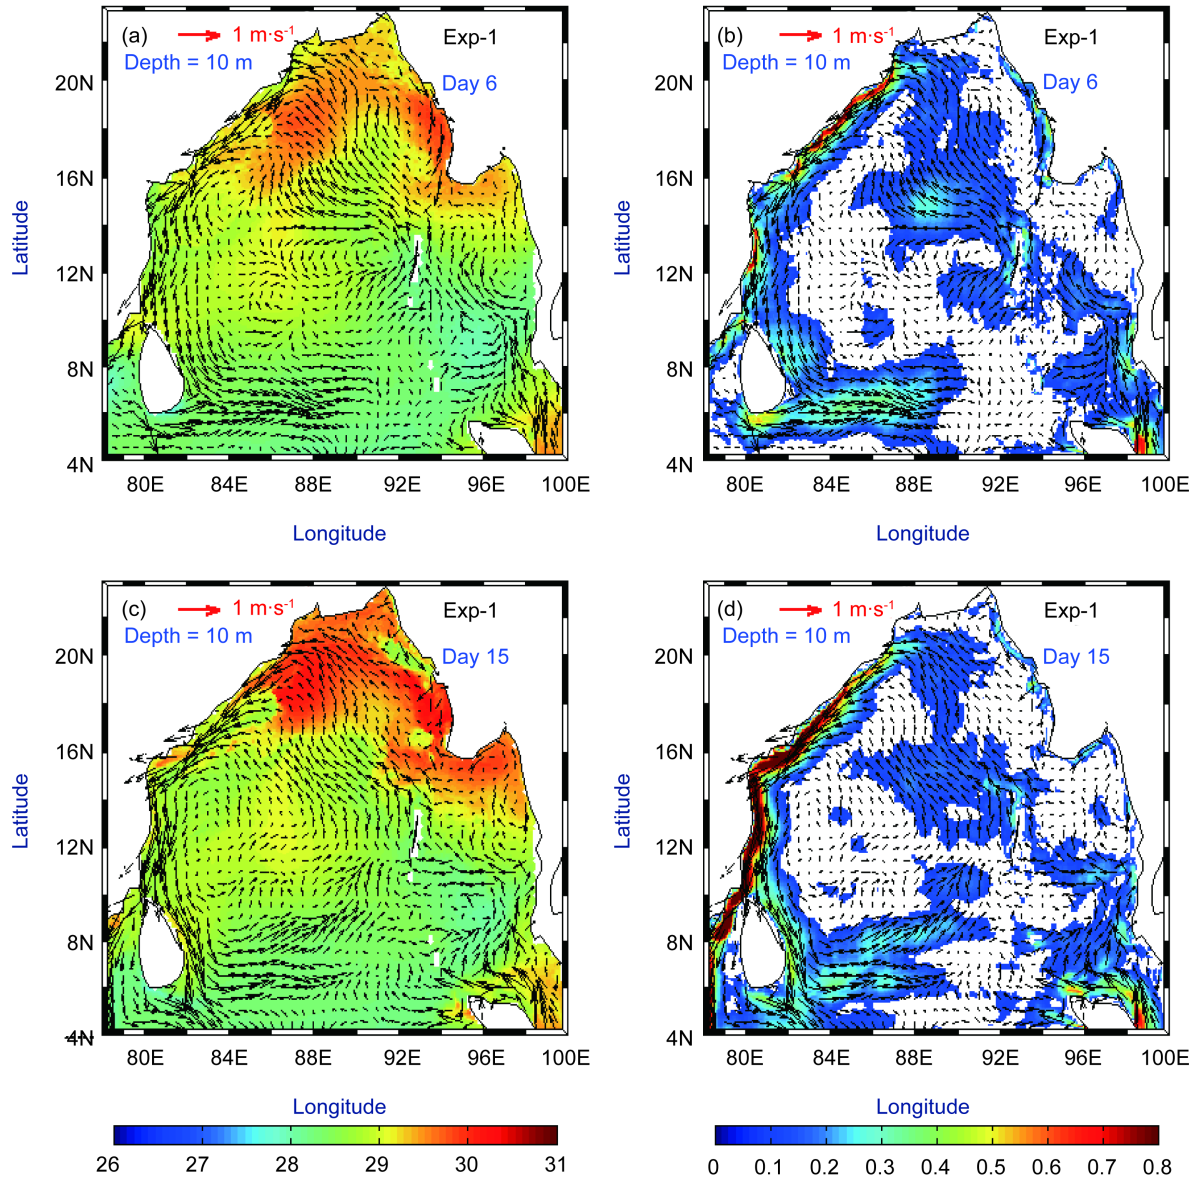 (a) 1 m·s-1 Exp-1
Depth = 10 m
Day 6
20N
16N
12N
8N
4N
Latitude
80E 84E 88E 92E 96E 100E
Longitude
(b) 1 m·s-1 Exp-1
Depth = 10 m
Day 6
20N
16N
12N
8N
4N
Latitude
80E 84E 88E 92E 96E 100E
Longitude
(c) 1 m·s-1 Exp-1
Depth = 10 m
Day 15
20N
16N
12N
8N
4N
Latitude
80E 84E 88E 92E 96E 100E
Longitude
26 27 28 29 30 31
(d) 1 m·s-1 Exp-1
Depth = 10 m
Day 15
20N
16N
12N
8N
4N
Latitude
80E 84E 88E 92E 96E 100E
Longitude
0 0.1 0.2 0.3 0.4 0.5 0.6 0.7 0.8